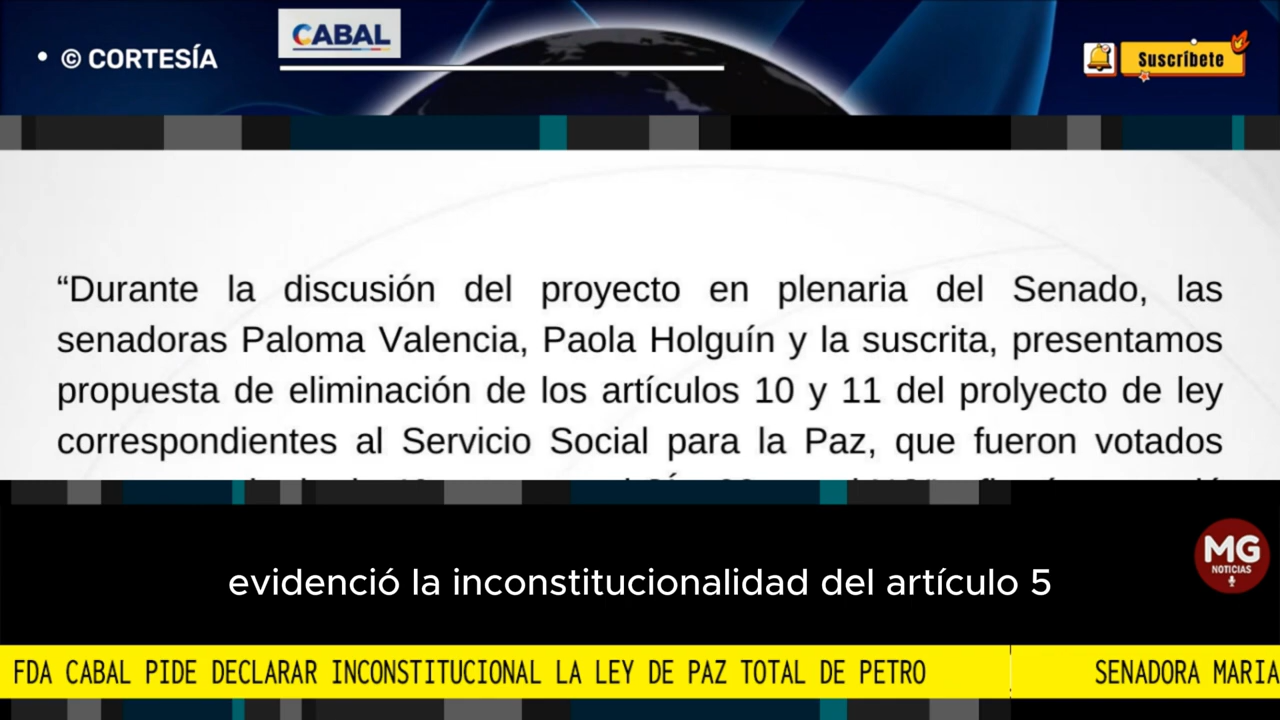 • © CORTESÍA
CABAL
Suscríbete
“Durante la discusión del proyecto en plenaria del Senado, las
senadoras Paloma Valencia, Paola Holguín y la suscrita, presentamos
propuesta de eliminación de los artículos 10 y 11 del prolyecto de ley
correspondientes al Servicio Social para la Paz, que fueron votados
evidenció la inconstitucionalidad del artículo 5
MG
NOTICIAS
FDA CABAL PIDE DECLARAR INCONSTITUCIONAL LA LEY DE PAZ TOTAL DE PETRO SENADORA MARIA